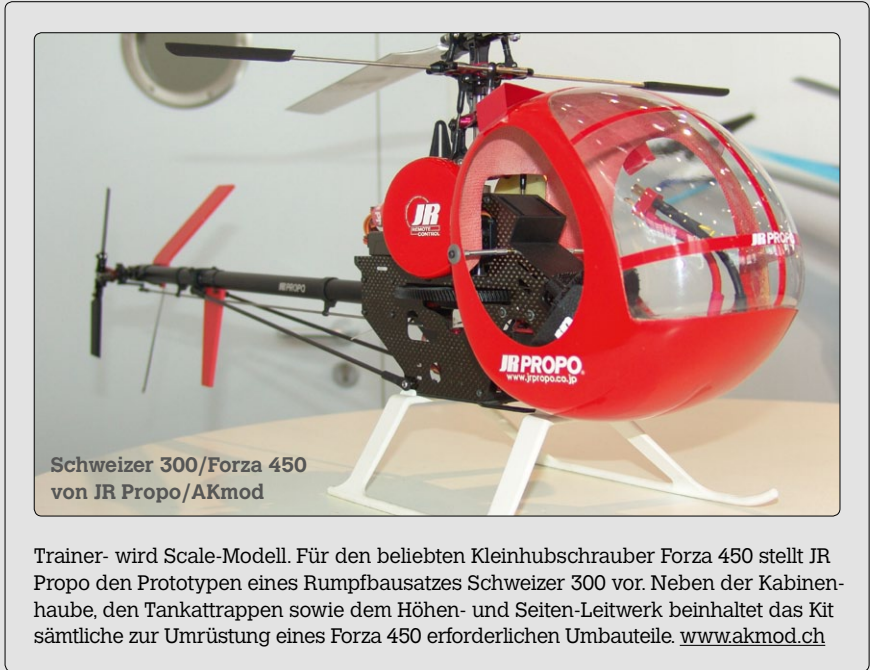 JR
REMOTE
CONTROL
JR PROPO
JR PROPO
JR PROPO
www.jrpropo.co.jp
Schweizer 300/Forza 450
von JR Propo/AKmod
Trainer- wird Scale-Modell. Für den beliebten Kleinhubschrauber Forza 450 stellt JR
Propo den Prototypen eines Rumpfbausatzes Schweizer 300 vor. Neben der Kabinen-
haube, den Tankattrappen sowie dem Höhen- und Seiten-Leitwerk beinhaltet das Kit
sämtliche zur Umrüstung eines Forza 450 erforderlichen Umbauteile. www.akmod.ch